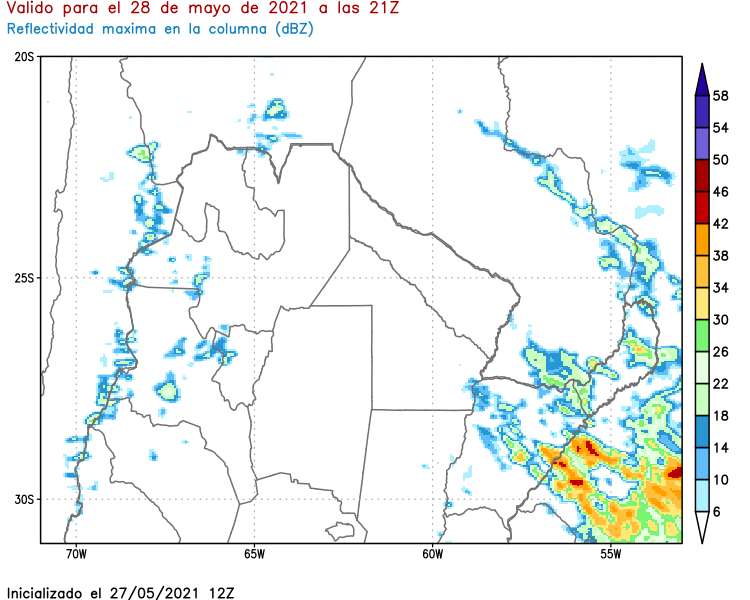 Valido para el 28 de mayo de 2021 a las 21Z
Reflectividad maxima en la columna (dBZ)
20S
25S
30S
70W
65W
60W
55W
58
54
50
46
42
38
34
30
26
22
18
14
10
6
Inicializado el 27/05/2021 12Z